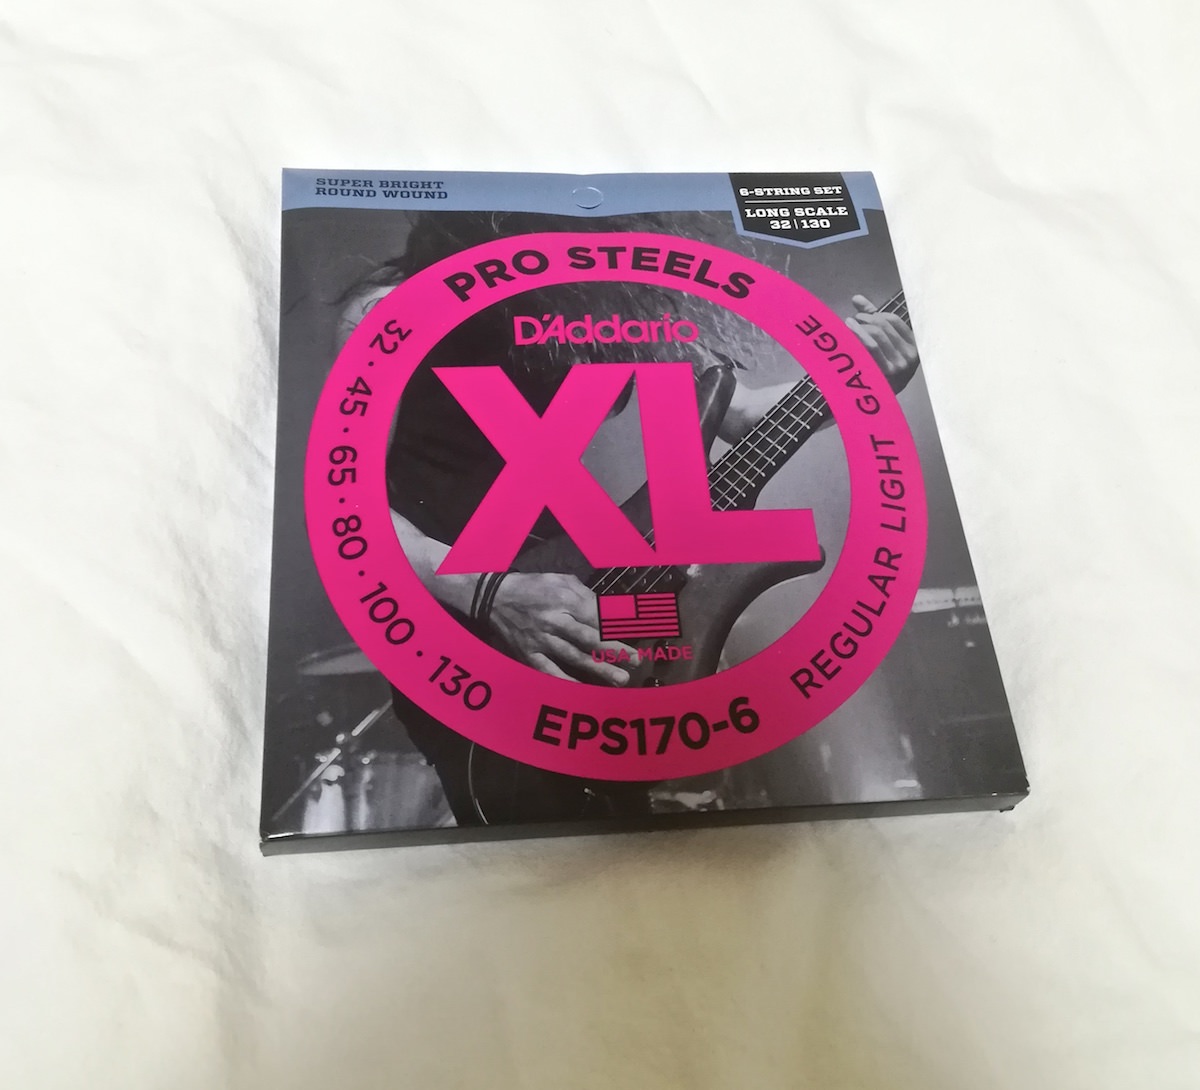 SUPER BRIGHT
ROUND WOUND
6-STRING SET
LONG SCALE
32 | 130
PRO STEELS
D'Addario
XL
32 · 45 · 65 · 80 · 100 · 130
REGULAR LIGHT GAUGE
USA MADE
EPS170-6